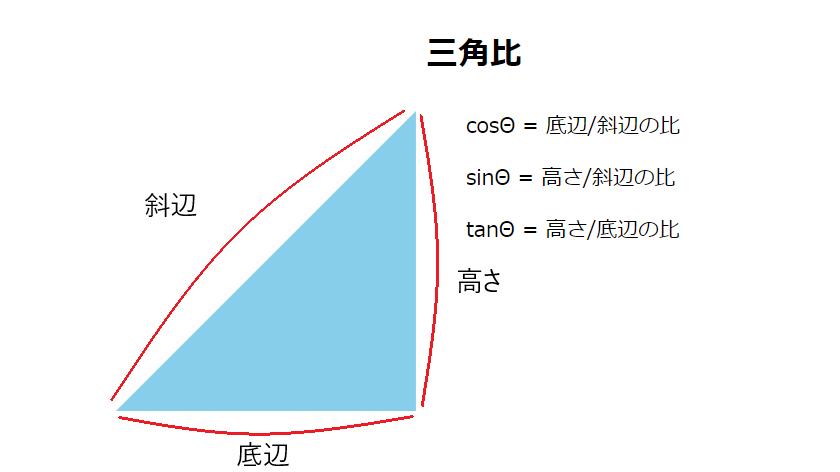 三角比
cosΘ = 底辺/斜辺の比
sinΘ = 高さ/斜辺の比
tanΘ = 高さ/底辺の比
斜辺
高さ
底辺